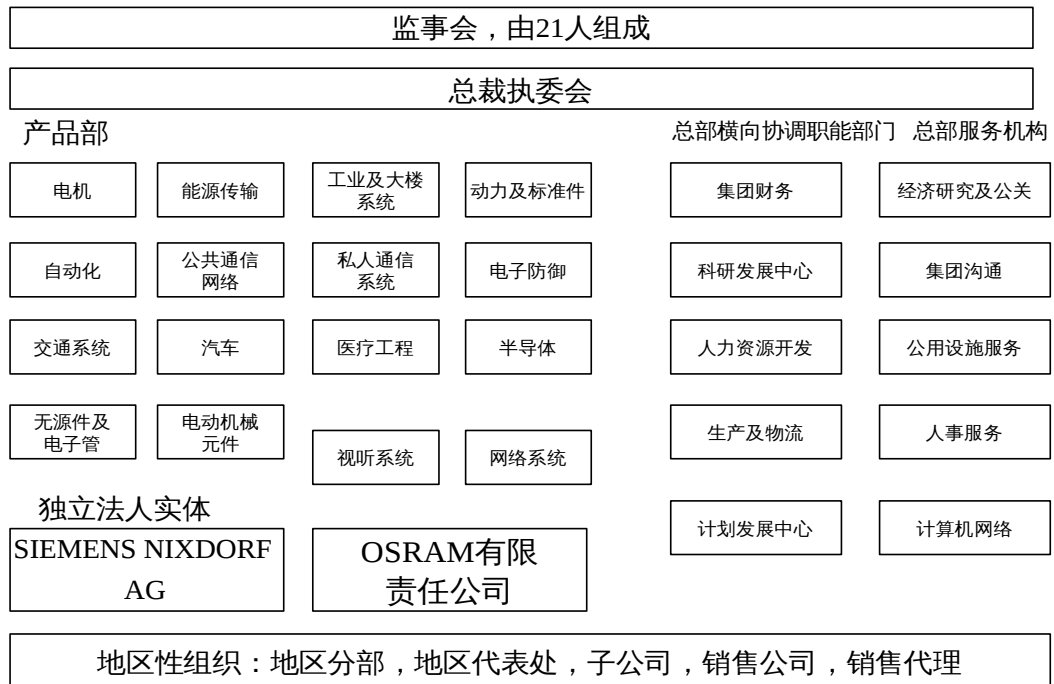 监事会，由21人组成
总裁执委会
产品部
总部横向协调职能部门 总部服务机构
电机
能源传输
工业及大楼
系统
动力及标准件
集团财务
经济研究及公关
自动化
公共通信
网络
私人通信
系统
电子防御
科研发展中心
集团沟通
交通系统
汽车
医疗工程
半导体
人力资源开发
公用设施服务
无源件及
电子管
电动机械
元件
视听系统
网络系统
生产及物流
人事服务
计划发展中心
计算机网络
独立法人实体
SIEMENS NIXDORF
AG
OSRAM有限
责任公司
地区性组织：地区分部，地区代表处，子公司，销售公司，销售代理